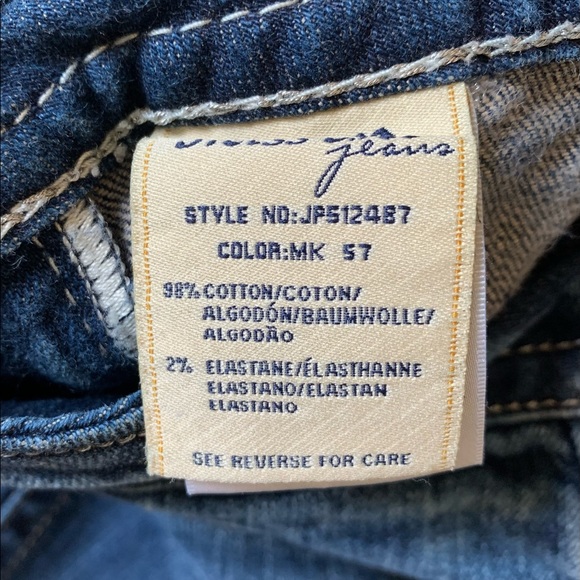 jeans
STYLE NO:JP512487
COLOR:MK 57
98% COTTON/COTON/
ALGODÓN/BAUMWOLLE/
ALGODÃO
2% ELASTANE/ÉLASTHANNE
ELASTANO/ELASTAN
ELASTANO
SEE REVERSE FOR CARE